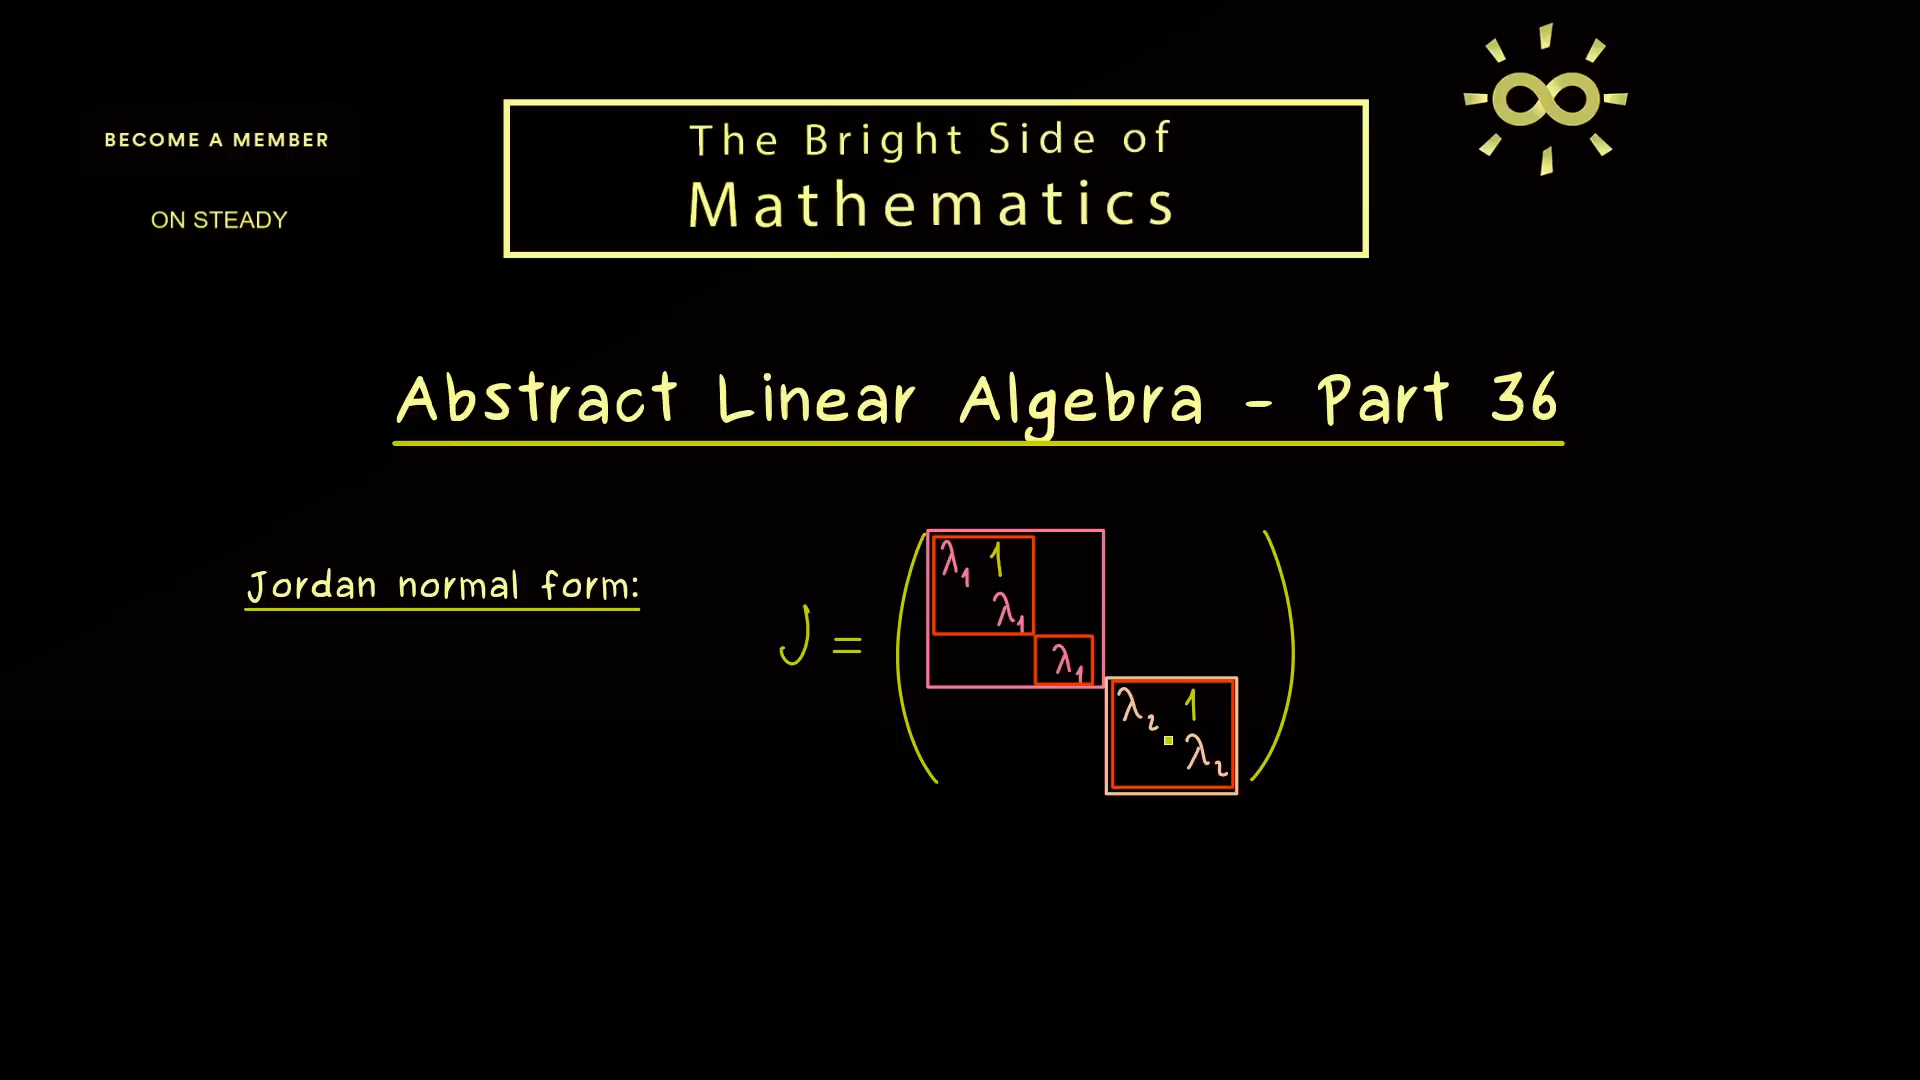 BECOME A MEMBER
ON STEADY
The Bright Side of
Mathematics
Abstract Linear Algebra - Part 36
Jordan normal form:
J =
λ₁ 1
λ₁
λ₁
λ₂ 1
λ₂